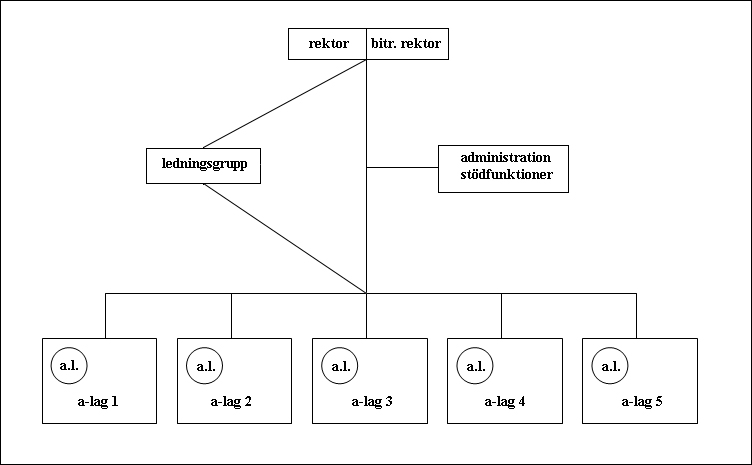 rektor bitr. rektor
ledningsgrupp
administration
stödfunktioner
a.l. a.l. a.l. a.l. a.l.
a-lag 1 a-lag 2 a-lag 3 a-lag 4 a-lag 5